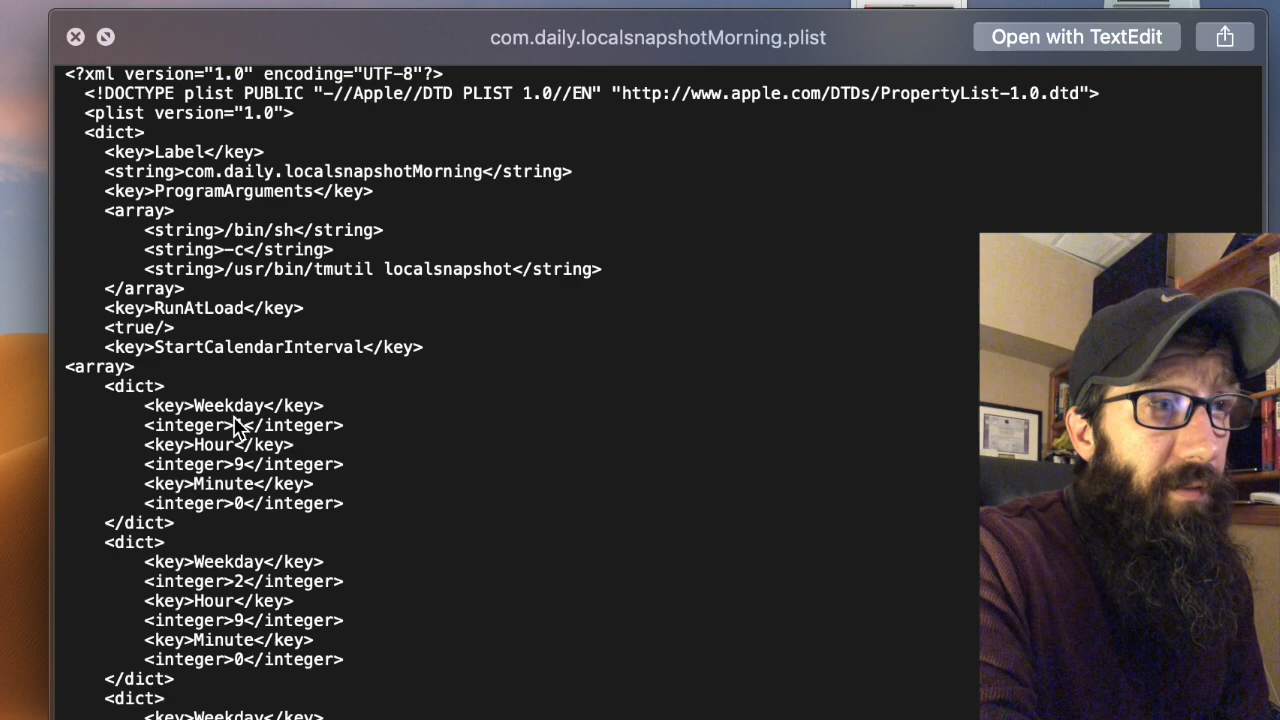 com.daily.localsnapshotMorning.plist
Open with TextEdit
<?xml version="1.0" encoding="UTF-8"?>
<!DOCTYPE plist PUBLIC "-//Apple//DTD PLIST 1.0//EN" "http://www.apple.com/DTDs/PropertyList-1.0.dtd">
<plist version="1.0">
<dict>
<key>Label</key>
<string>com.daily.localsnapshotMorning</string>
<key>ProgramArguments</key>
<array>
<string>/bin/sh</string>
<string>-c</string>
<string>/usr/bin/tmutil localsnapshot</string>
</array>
<key>RunAtLoad</key>
<true/>
<key>StartCalendarInterval</key>
<array>
<dict>
<key>Weekday</key>
<integer></integer>
<key>Hour</key>
<integer>9</integer>
<key>Minute</key>
<integer>0</integer>
</dict>
<dict>
<key>Weekday</key>
<integer>2</integer>
<key>Hour</key>
<integer>9</integer>
<key>Minute</key>
<integer>0</integer>
</dict>
<dict>
<key>Weekday</key>